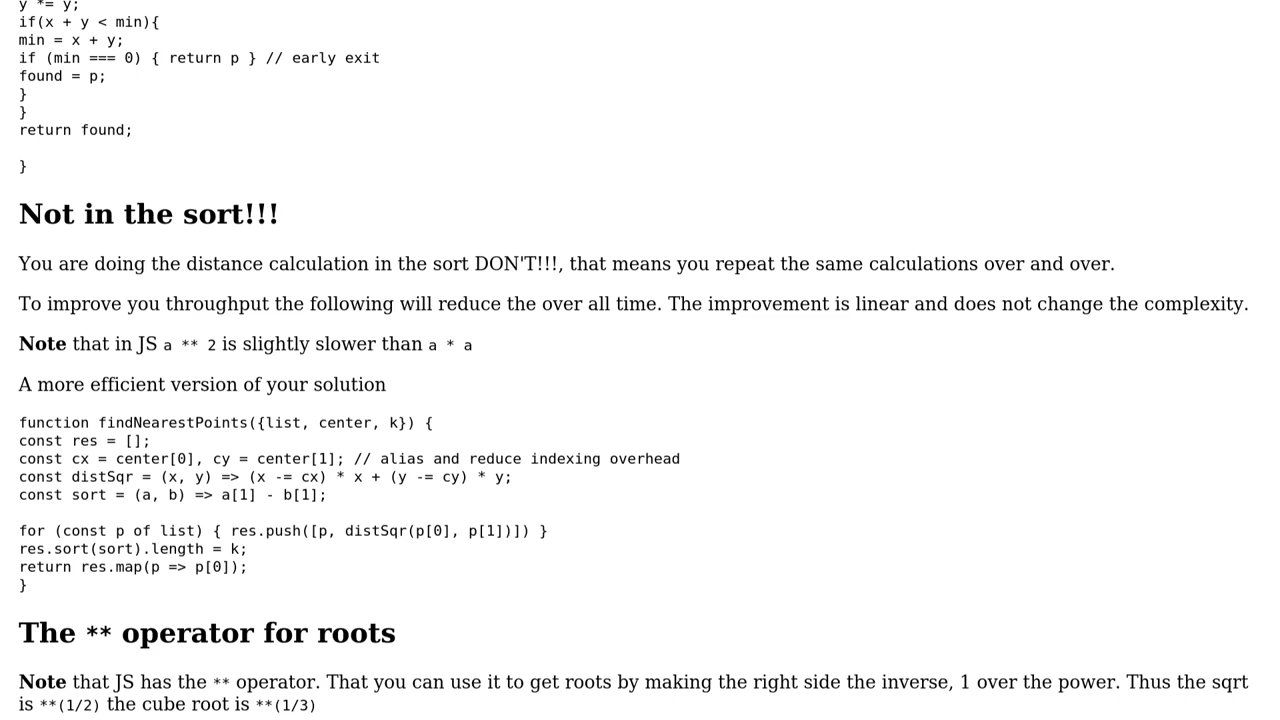 y *= y;
if(x + y < min){
min = x + y;
if (min === 0) { return p } // early exit
found = p;
}
}
return found;
}
Not in the sort!!!
You are doing the distance calculation in the sort DON'T!!!, that means you repeat the same calculations over and over.
To improve you throughput the following will reduce the over all time. The improvement is linear and does not change the complexity.
Note that in JS a ** 2 is slightly slower than a * a
A more efficient version of your solution
function findNearestPoints({list, center, k}) {
const res = [];
const cx = center[0], cy = center[1]; // alias and reduce indexing overhead
const distSqr = (x, y) => (x -= cx) * x + (y -= cy) * y;
const sort = (a, b) => a[1] - b[1];
for (const p of list) { res.push([p, distSqr(p[0], p[1])]) }
res.sort(sort).length = k;
return res.map(p => p[0]);
}
The ** operator for roots
Note that JS has the ** operator. That you can use it to get roots by making the right side the inverse, 1 over the power. Thus the sqrt
is **(1/2) the cube root is **(1/3)